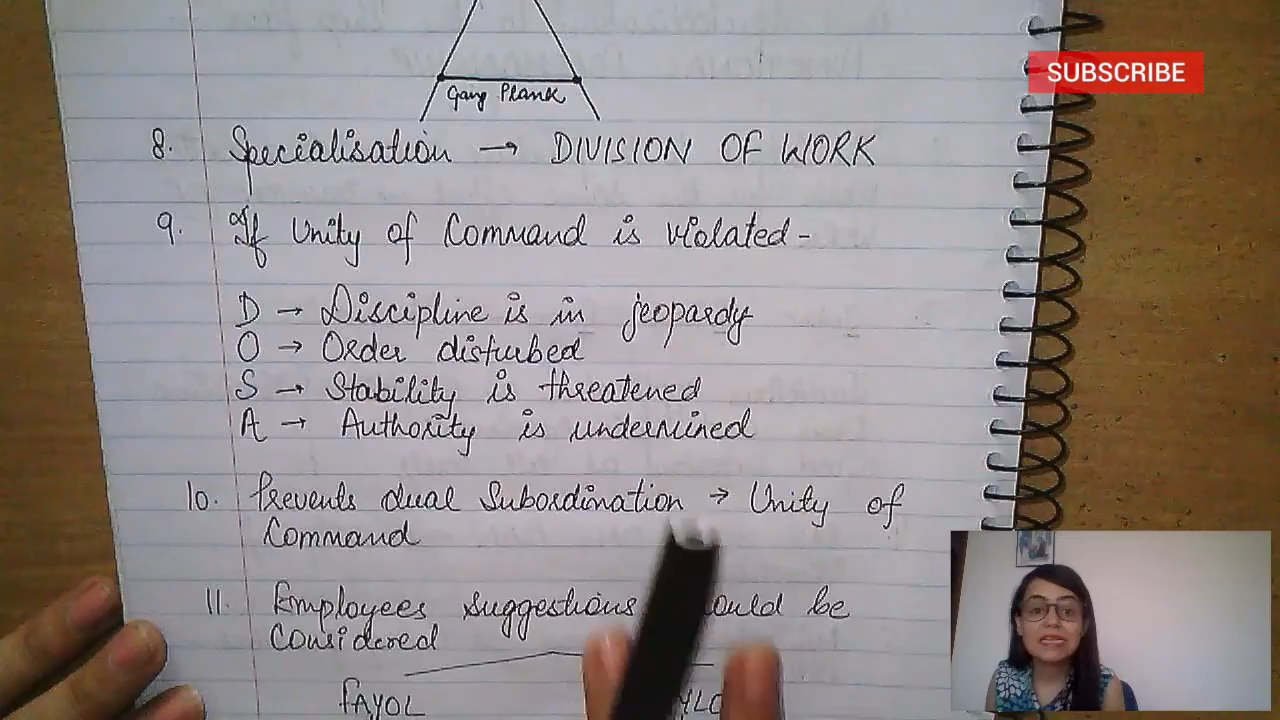 SUBSCRIBE
Gang Plank
8. Specialisation → DIVISION OF WORK
9. If Unity of Command is violated -
D → Discipline is in jeopardy
O → Order disturbed
S → Stability is threatened
A → Authority is undermined
10. Prevents dual Subordination → Unity of
Command
11. Employees suggestions be
Considered
FAYOL